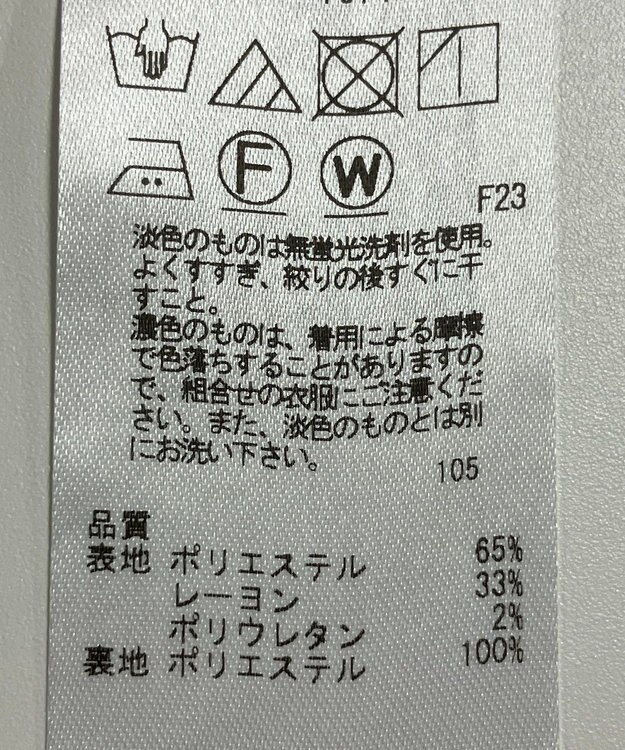 F
W
F23
淡色のものは無蛍光洗剤を使用。
よくすすぎ、絞りの後すぐに干
すこと。
濃色のものは、着用による摩擦
で色落ちすることがありますの
で、組合せの衣服にご注意くだ
さい。また、淡色のものとは別
にお洗い下さい。
105
品質
表地 ポリエステル 65%
レーヨン 33%
ポリウレタン 2%
裏地 ポリエステル 100%